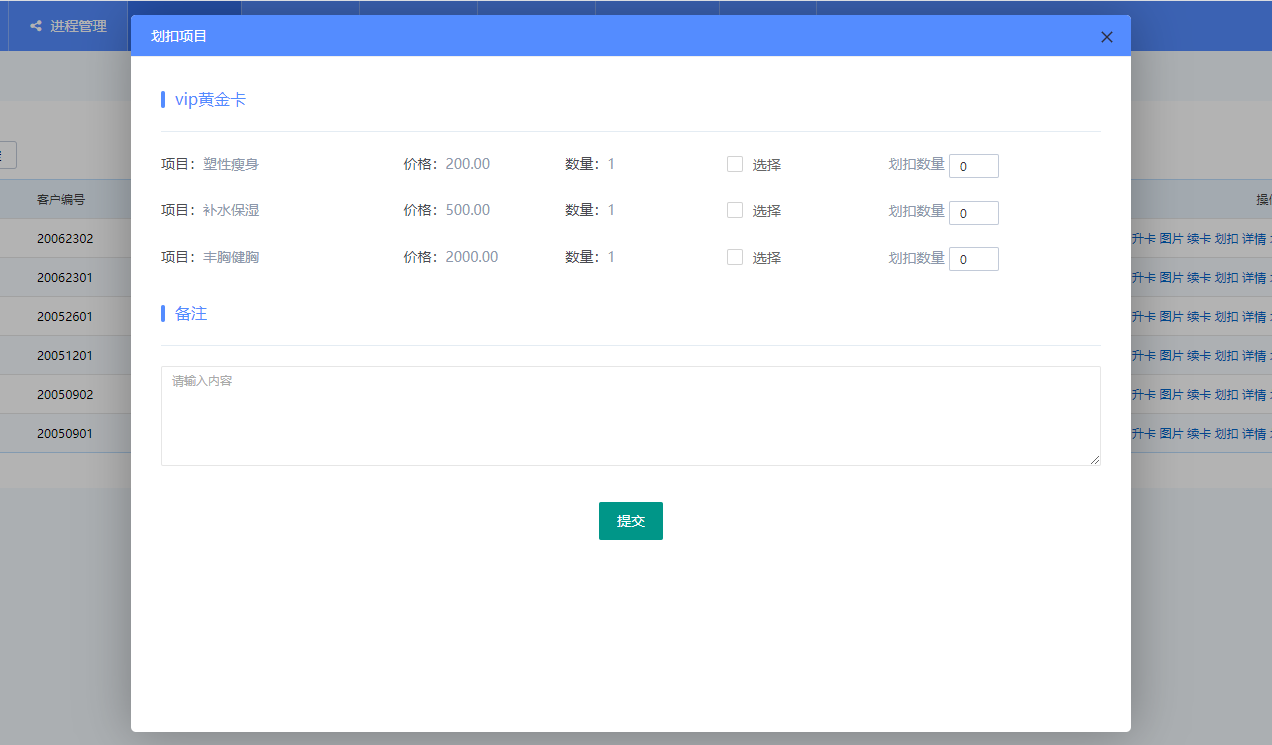 进程管理
划扣项目
vip黄金卡
项目：塑性瘦身 价格：200.00 数量：1 选择 划扣数量 0
项目：补水保湿 价格：500.00 数量：1 选择 划扣数量 0
项目：丰胸健胸 价格：2000.00 数量：1 选择 划扣数量 0
备注
请输入内容
提交
客户编号
20062302 升卡 图片 续卡 划扣 详情
20062301 升卡 图片 续卡 划扣 详情
20052601 升卡 图片 续卡 划扣 详情
20051201 升卡 图片 续卡 划扣 详情
20050902 升卡 图片 续卡 划扣 详情
20050901 升卡 图片 续卡 划扣 详情